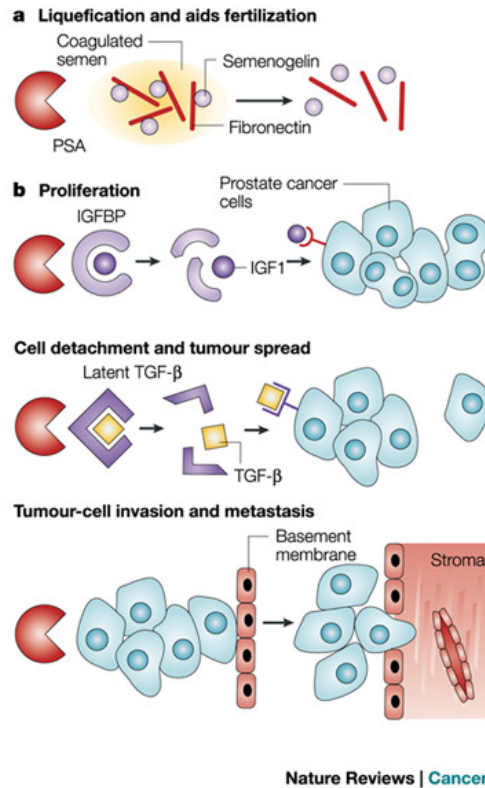 a Liquefication and aids fertilization
Coagulated
semen
Semenogelin
PSA
Fibronectin
b Proliferation
Prostate cancer
cells
IGFBP
IGF1
Cell detachment and tumour spread
Latent TGF-β
TGF-β
Tumour-cell invasion and metastasis
Basement
membrane
Stroma
Nature Reviews | Cancer